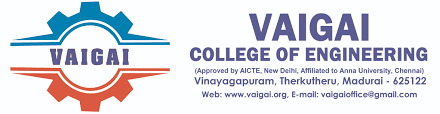 VAIGAI
VAIGAI
COLLEGE OF ENGINEERING
(Approved by AICTE, New Delhi, Affiliated to Anna University, Chennai)
Vinayagapuram, Therkutheru, Madurai - 625122
Web: www.vaigai.org, E-mail: vaigaioffice@gmail.com